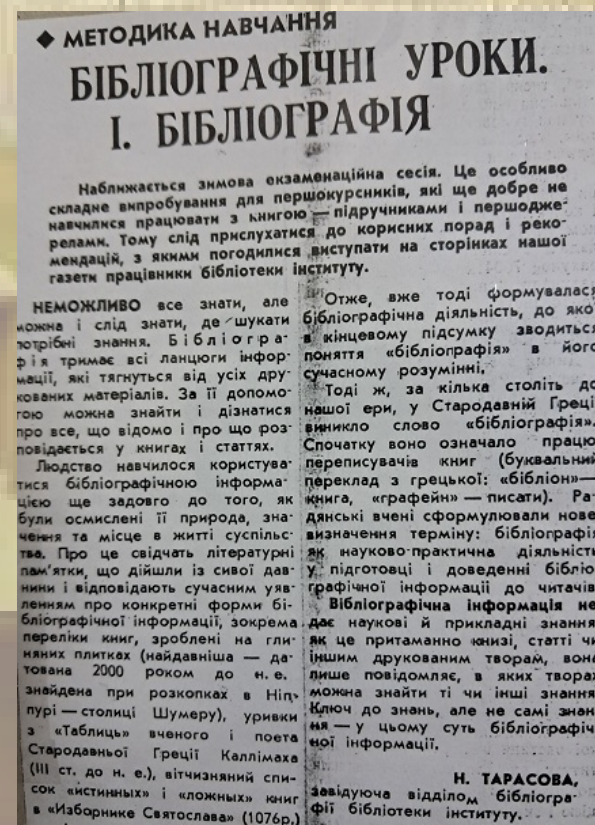 ◆ МЕТОДИКА НАВЧАННЯ
БІБЛІОГРАФІЧНІ УРОКИ.
І. БІБЛІОГРАФІЯ
Наближається зимова екзаменаційна сесія. Це особливо
складне випробування для першокурсників, які ще добре не
навчилися працювати з книгою — підручниками і першодже-
релами. Тому слід прислухатися до корисних порад і реко-
мендацій, з якими погодилися виступати на сторінках нашої
газети працівники бібліотеки інституту.
НЕМОЖЛИВО все знати, але
можна і слід знати, де шукати
потрібні знання. Бібліогра-
фія тримає всі ланцюги інфор-
мації, які тягнуться від усіх дру-
кованих матеріалів. За її допомо-
гою можна знайти і дізнатися
про все, що відомо і про що роз-
повідається у книгах і статтях.
Людство навчилося користува-
тися бібліографічною інформа-
цією ще задовго до того, як
були осмислені її природа, зна-
чення та місце в житті суспільс-
тва. Про це свідчать літературні
пам'ятки, що дійшли із сивої дав-
нини і відповідають сучасним уяв-
ленням про конкретні форми бі-
бліографічної інформації, зокрема
переліки книг, зроблені на гли-
няних плитках (найдавніша — да-
тована 2000 роком до н. е.
знайдена при розкопках в Ніп-
пурі — столиці Шумеру), уривки
з «Таблиць» вченого і поета
Стародавньої Греції Каллімаха
(III ст. до н. е.), вітчизняний спи-
сок «истинных» и «ложных» книг
в «Изборнике Святослава» (1076р.)
Отже, вже тоді формувалася
бібліографічна діяльність, до якої
в кінцевому підсумку зводиться
поняття «бібліографія» в його
сучасному розумінні.
Тоді ж, за кілька століть до
нашої ери, у Стародавній Греції
виникло слово «бібліографія».
Спочатку воно означало працю
переписувачів книг (буквальний
переклад з грецької: «бібліон» —
книга, «графейн» — писати). Ра-
дянські вчені сформулювали нове
визначення терміну: бібліографія
як науково-практична діяльність
у підготовці і доведенні бібліо-
графічної інформації до читачів.
Бібліографічна інформація не
дає наукові й прикладні знання,
як це притаманно книзі, статті чи
іншим друкованим творам, вона
лише повідомляє, в яких творах
можна знайти ті чи інші знання.
Ключ до знань, але не самі знан-
ня — у цьому суть бібліографіч-
ної інформації.
Н. ТАРАСОВА,
завідуюча відділом бібліогра-
фії бібліотеки інституту.